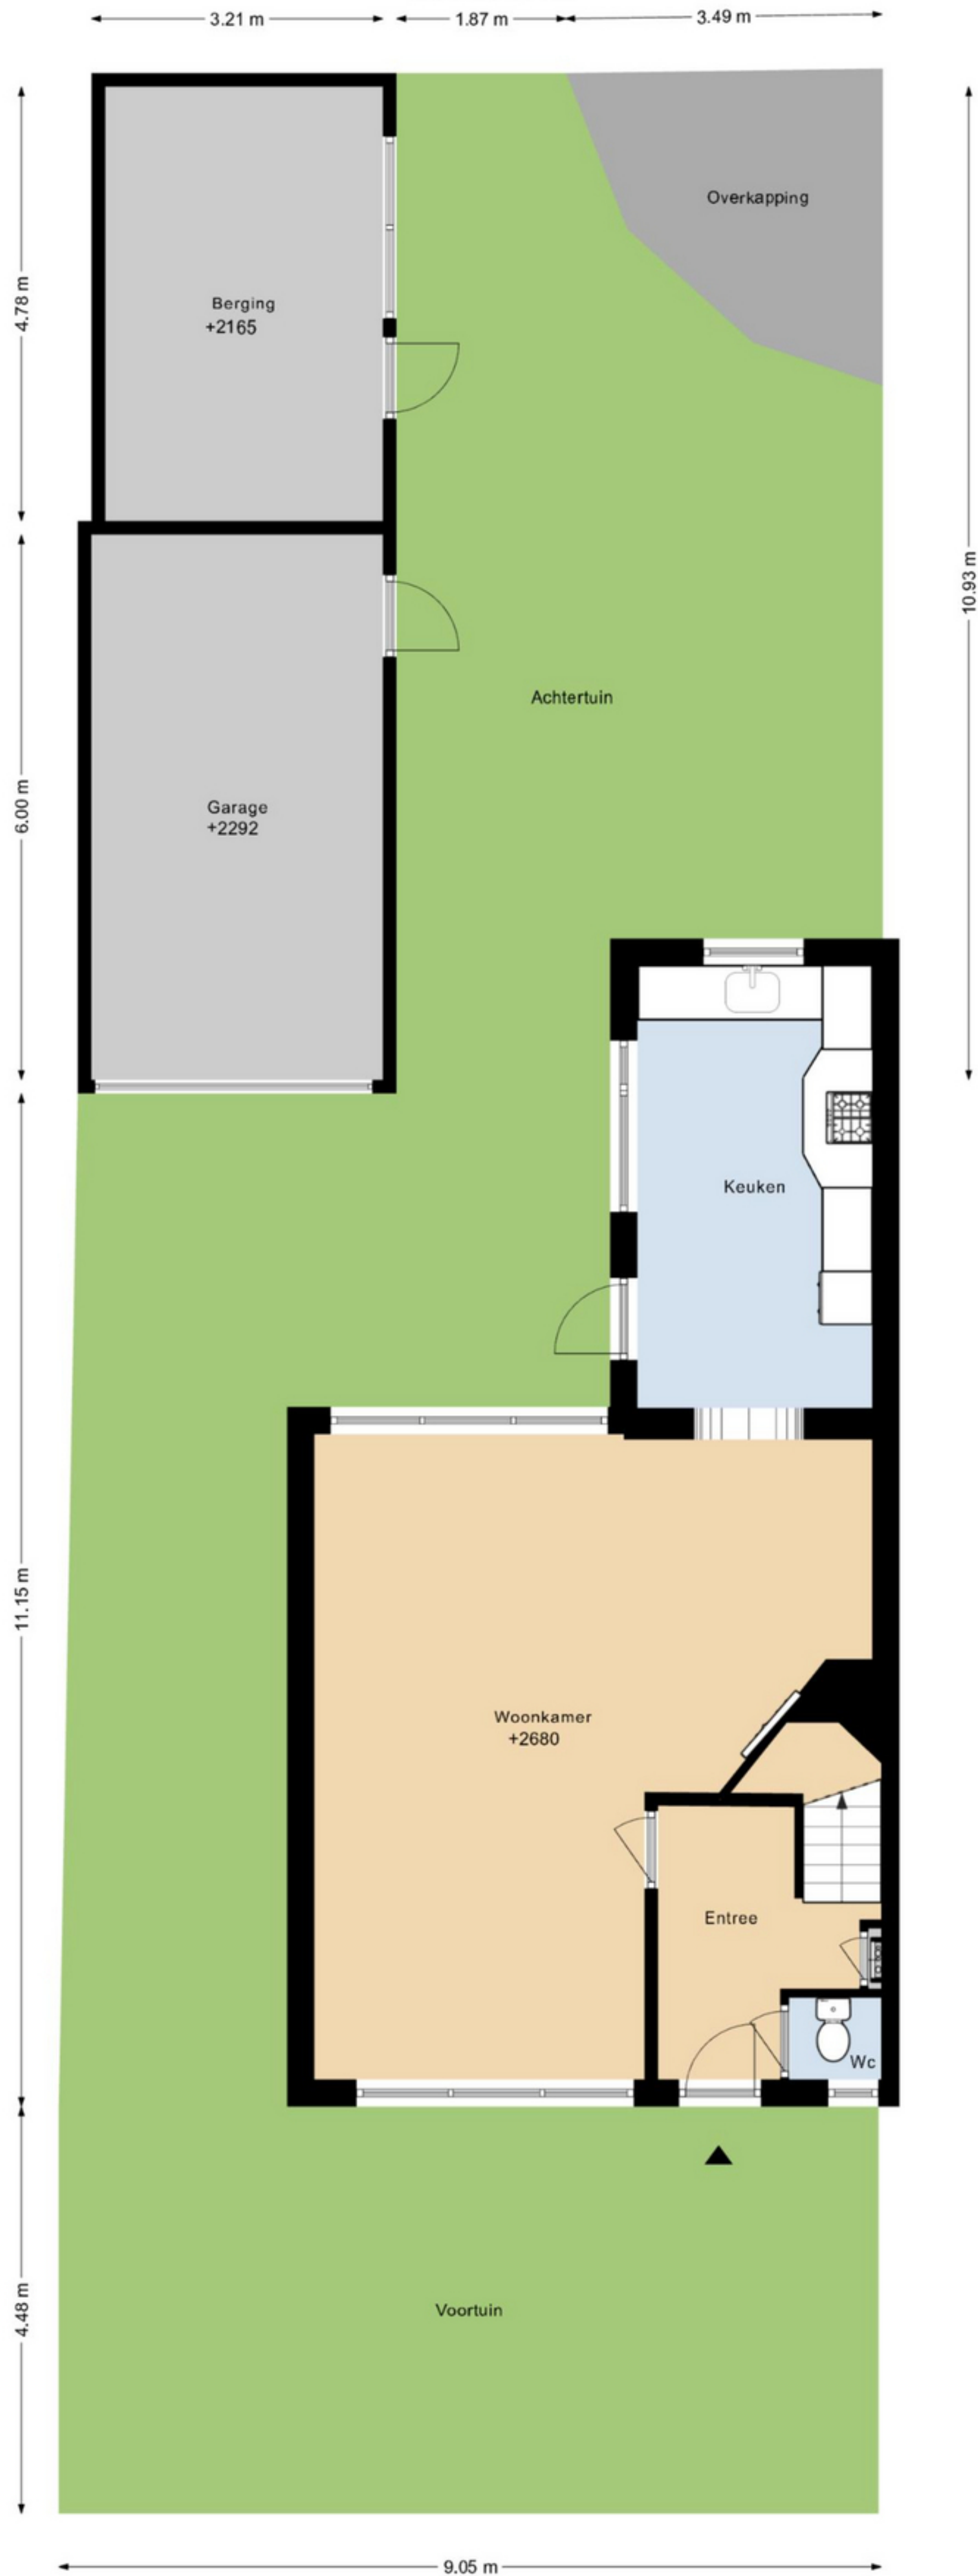 3.21 m
1.87 m
3.49 m
Overkapping
4.78 m
Berging
+2165
10.93 m
Achtertuin
6.00 m
Garage
+2292
Keuken
11.15 m
Woonkamer
+2680
Entree
Wc
4.48 m
Voortuin
9.05 m